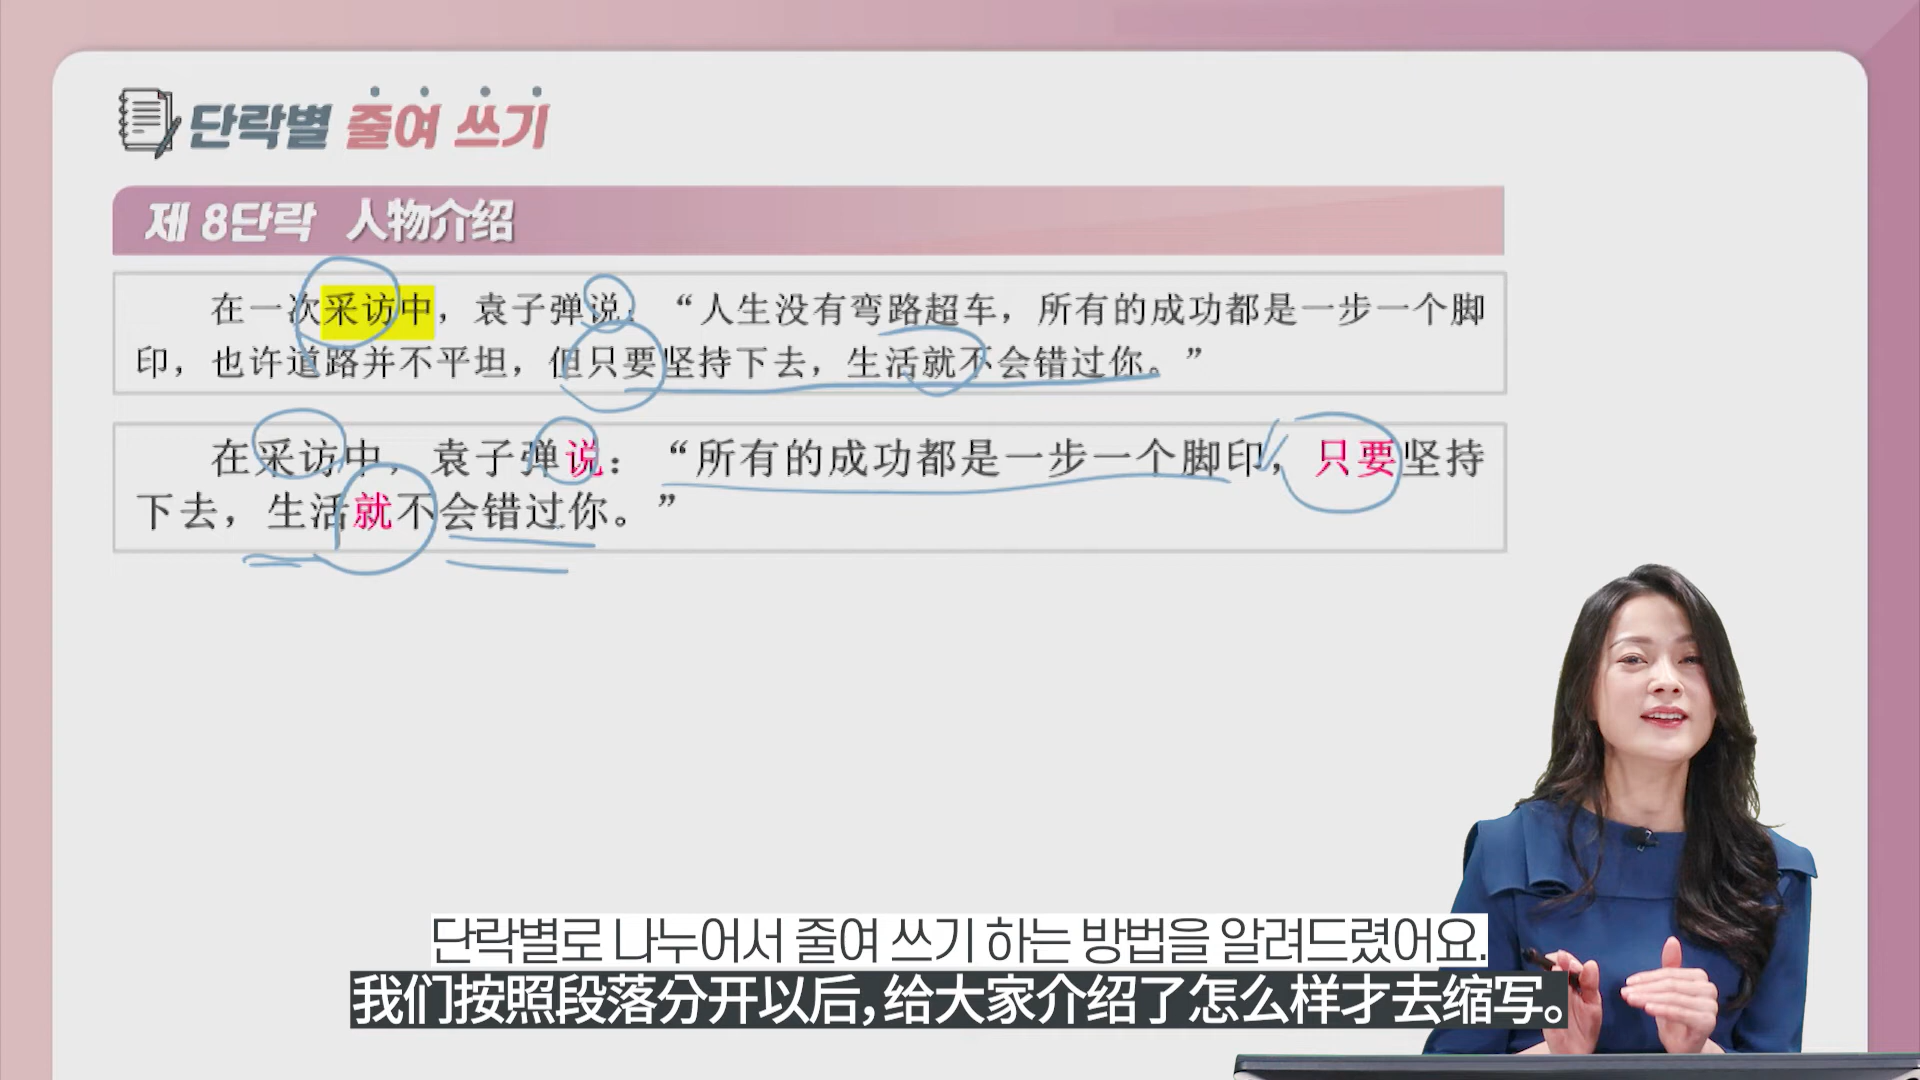 단락별 줄여 쓰기
제 8단락 人物介绍
在一次采访中，袁子弹说：“人生没有弯路超车，所有的成功都是一步一个脚
印，也许道路并不平坦，但只要坚持下去，生活就不会错过你。”
在采访中，袁子弹说：“所有的成功都是一步一个脚印，只要坚持
下去，生活就不会错过你。”
단락별로 나누어서 줄여 쓰기 하는 방법을 알려드렸어요.
我们按照段落分开以后，给大家介绍了怎么样才去缩写。